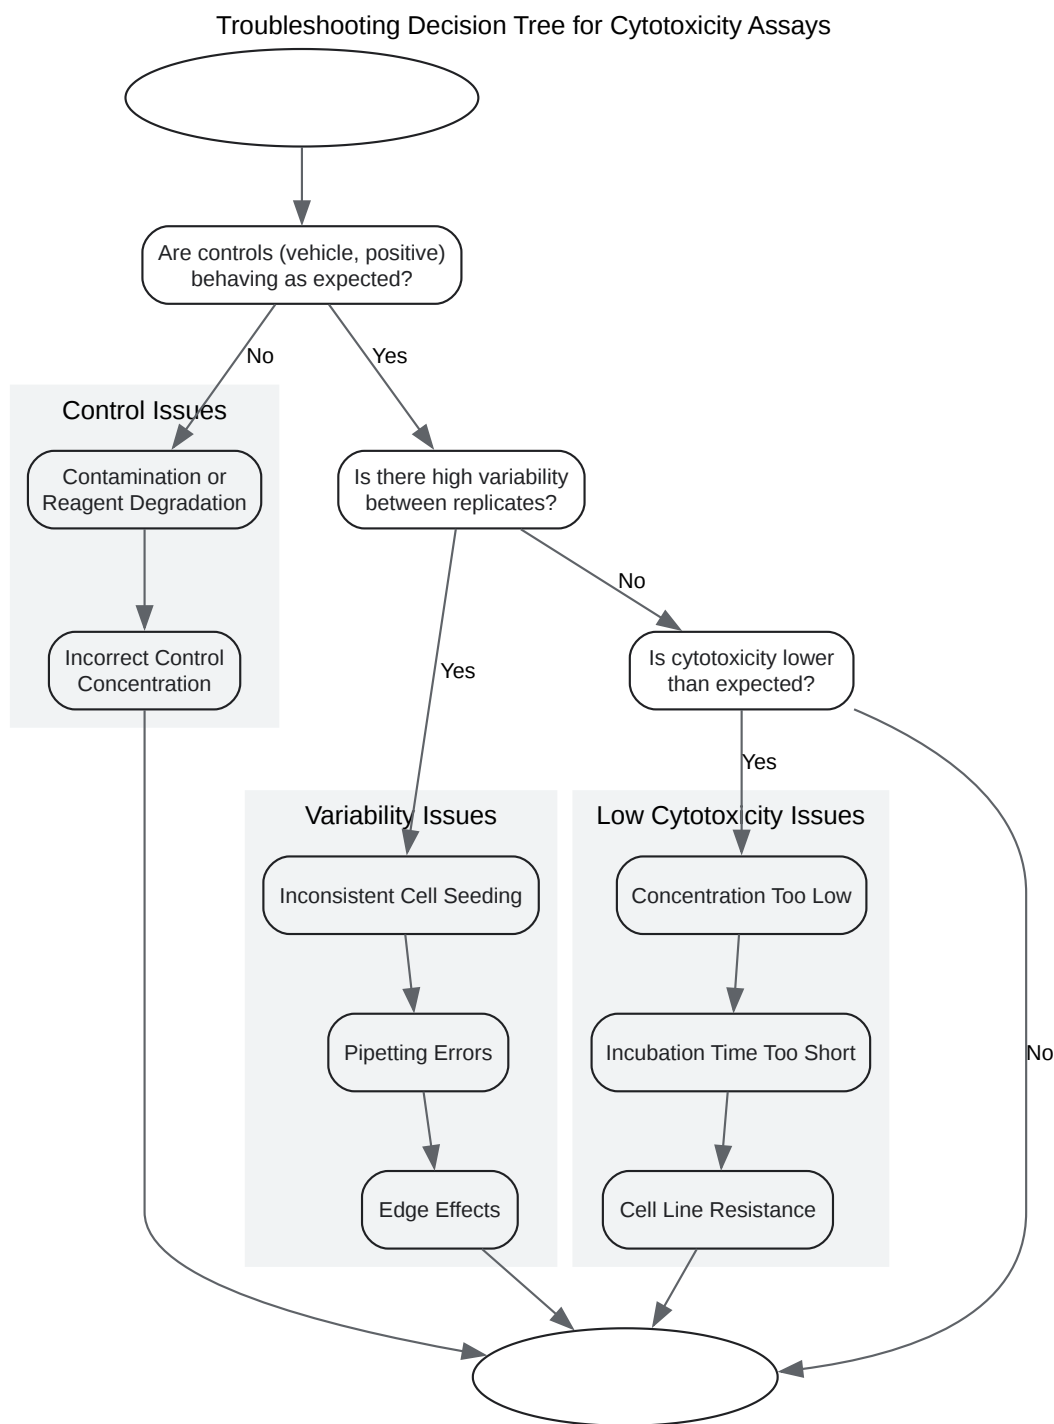 Troubleshooting Decision Tree for Cytotoxicity Assays
Are controls (vehicle, positive)
behaving as expected?
No
Yes
Control Issues
Contamination or
Reagent Degradation
Is there high variability
between replicates?
No
Incorrect Control
Concentration
Is cytotoxicity lower
than expected?
Yes
Yes
Variability Issues
Low Cytotoxicity Issues
Inconsistent Cell Seeding
Concentration Too Low
Pipetting Errors
Incubation Time Too Short
No
Edge Effects
Cell Line Resistance